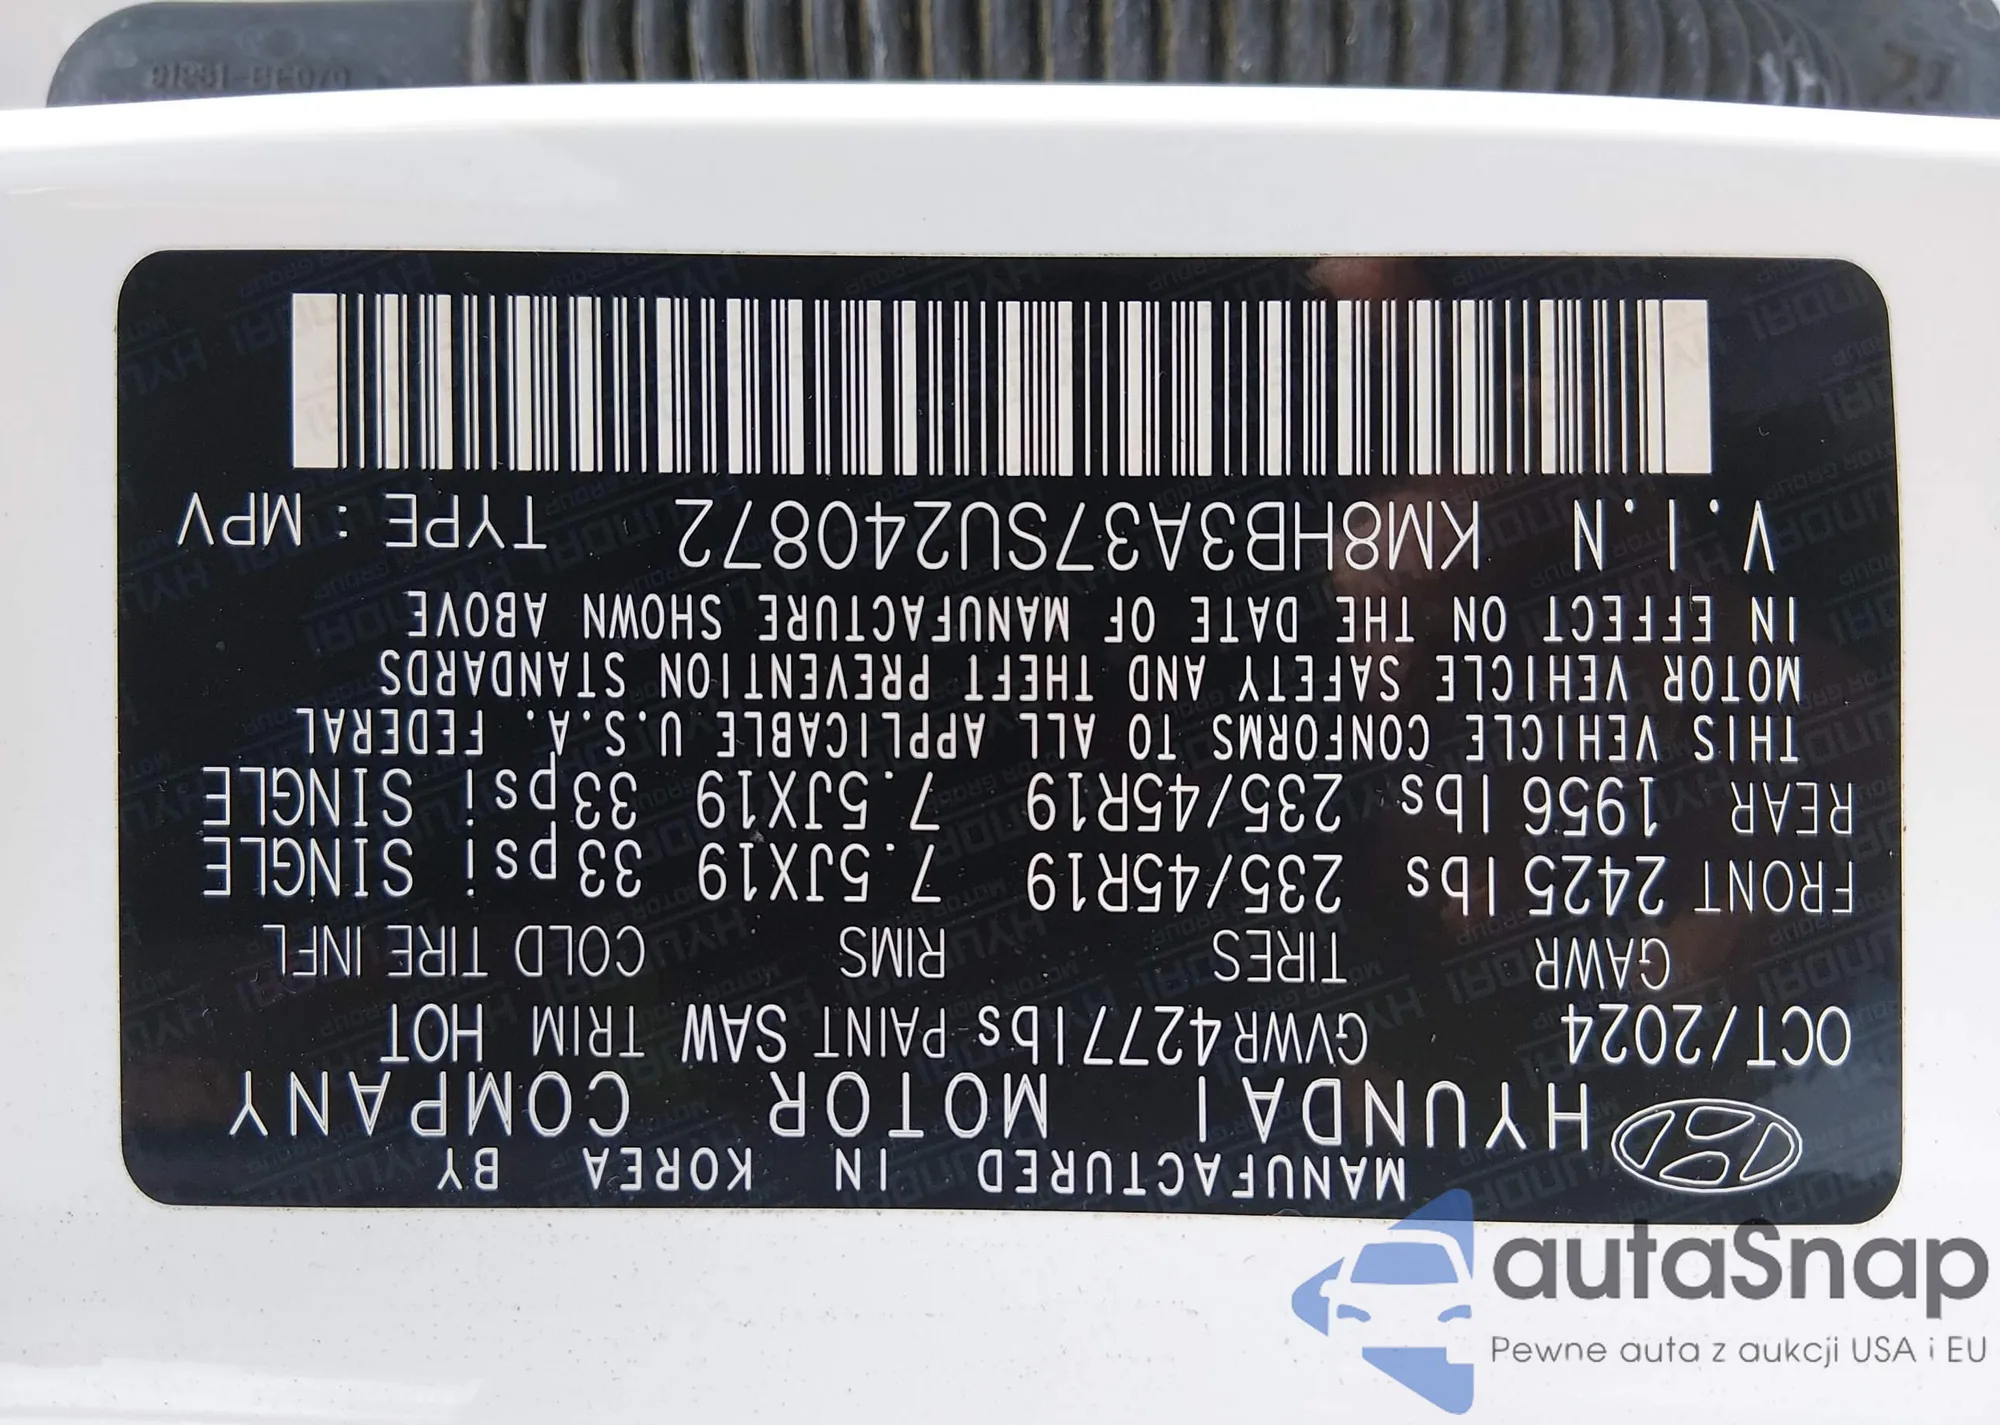 MANUFACTURED IN KOREA BY
HYUNDAI MOTOR COMPANY
OCT/2024 GVWR 4277lbs PAINT SAW TRIM HOT
GAWR TIRES RIMS COLD TIRE INFL
FRONT 2425 lbs 235/45R19 7.5JX19 33psi SINGLE
REAR 1956 lbs 235/45R19 7.5JX19 33psi SINGLE
THIS VEHICLE CONFORMS TO ALL APPLICABLE U.S.A. FEDERAL
MOTOR VEHICLE SAFETY AND THEFT PREVENTION STANDARDS
IN EFFECT ON THE DATE OF MANUFACTURE SHOWN ABOVE
V.I.N KM8HB3A37SU240872 TYPE : MPV
autaSnap
Pewne auta z aukcji USA i EU